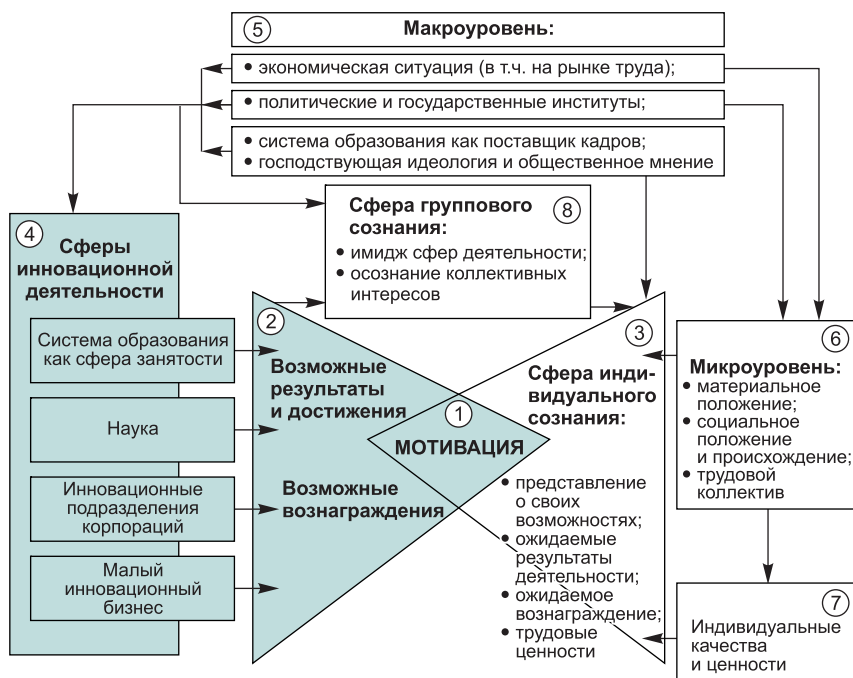 5
Макроуровень:
• экономическая ситуация (в т.ч. на рынке труда);
• политические и государственные институты;
• система образования как поставщик кадров;
• господствующая идеология и общественное мнение
8
Сфера группового
сознания:
• имидж сфер деятельности;
• осознание коллективных
интересов
4
Сферы
инновационной
деятельности
Система образования
как сфера занятости
Наука
Инновационные
подразделения
корпораций
Малый
инновационный
бизнес
2
Возможные
результаты
и достижения
Возможные
вознаграждения
1
МОТИВАЦИЯ
3
Сфера инди-
видуального
сознания:
• представление
о своих
возможностях;
• ожидаемые
результаты
деятельности;
• ожидаемое
вознаграждение;
• трудовые
ценности
6
Микроуровень:
• материальное
положение;
• социальное
положение
и происхождение;
• трудовой
коллектив
7
Индивидуальные
качества
и ценности